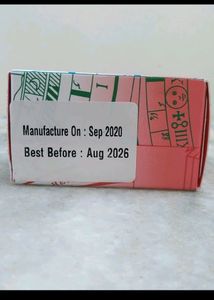 Manufacture On : Sep 2020
Best Before : Aug 2026